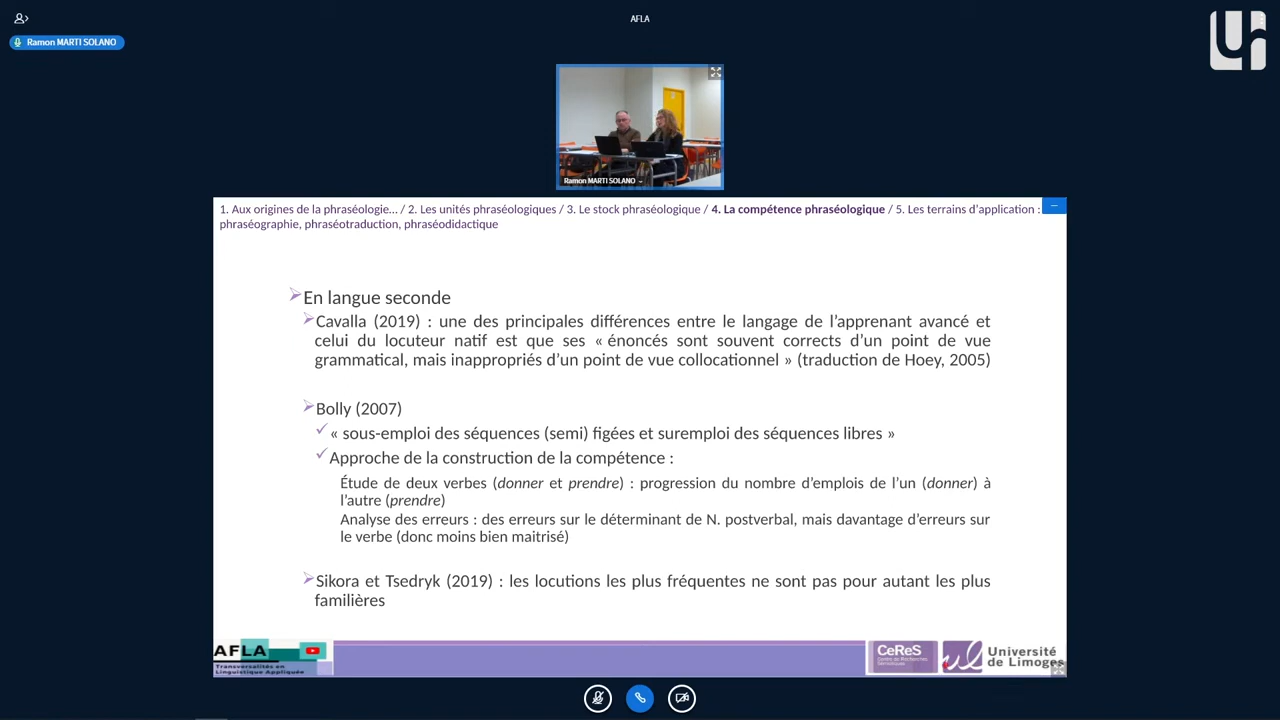 AFLA
Ramon MARTI SOLANO
Ramon MARTI SOLANO
1. Aux origines de la phraséologie... / 2. Les unités phraséologiques / 3. Le stock phraséologique / 4. La compétence phraséologique / 5. Les terrains d'application :
phraséographie, phraséotraduction, phraséodidactique
En langue seconde
Cavalla (2019) : une des principales différences entre le langage de l'apprenant avancé et
celui du locuteur natif est que ses « énoncés sont souvent corrects d'un point de vue
grammatical, mais inappropriés d'un point de vue collocationnel » (traduction de Hoey, 2005)
Bolly (2007)
« sous-emploi des séquences (semi) figées et suremploi des séquences libres »
Approche de la construction de la compétence :
Étude de deux verbes (donner et prendre) : progression du nombre d'emplois de l'un (donner) à
l'autre (prendre)
Analyse des erreurs : des erreurs sur le déterminant de N. postverbal, mais davantage d'erreurs sur
le verbe (donc moins bien maitrisé)
Sikora et Tsedryk (2019) : les locutions les plus fréquentes ne sont pas pour autant les plus
familières
AFLA
Transversalités en
Linguistique Appliquée
CeReS
Centre de Recherches
Sémiotiques
Université
de Limoges